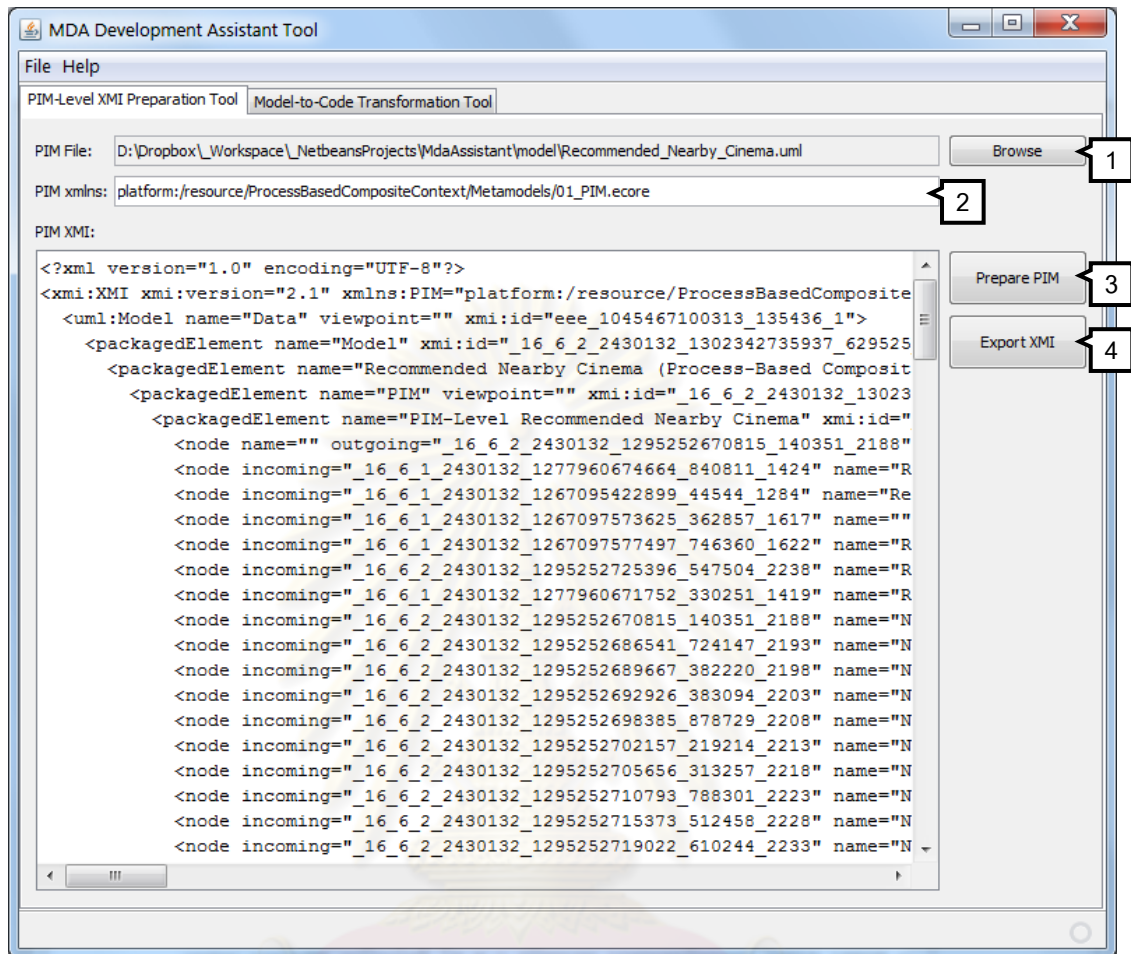 MDA Development Assistant Tool
File Help
PIM-Level XMI Preparation Tool Model-to-Code Transformation Tool
PIM File: D:\Dropbox\_Workspace\_NetbeansProjects\MdaAssistant\model\Recommended_Nearby_Cinema.uml Browse 1
PIM xmlns: platform:/resource/ProcessBasedCompositeContext/Metamodels/01_PIM.ecore 2
PIM XMI:
<?xml version="1.0" encoding="UTF-8"?>
Prepare PIM 3
<xmi:XMI xmi:version="2.1" xmlns:PIM="platform:/resource/ProcessBasedComposite
<uml:Model name="Data" viewpoint="" xmi:id="eee_1045467100313_135436_1">
<packagedElement name="Model" xmi:id="_16_6_2_2430132_1302342735937_629525
Export XMI 4
<packagedElement name="Recommended Nearby Cinema (Process-Based Composit
<packagedElement name="PIM" viewpoint="" xmi:id="_16_6_2_2430132_13023
<packagedElement name="PIM-Level Recommended Nearby Cinema" xmi:id="
<node name="" outgoing="_16_6_2_2430132_1295252670815_140351_2188"
<node incoming="_16_6_1_2430132_1277960674664_840811_1424" name="R
<node incoming="_16_6_1_2430132_1267095422899_44544_1284" name="Re
<node incoming="_16_6_1_2430132_1267097573625_362857_1617" name=""
<node incoming="_16_6_1_2430132_1267097577497_746360_1622" name="R
<node incoming="_16_6_2_2430132_1295252725396_547504_2238" name="R
<node incoming="_16_6_1_2430132_1277960671752_330251_1419" name="R
<node incoming="_16_6_2_2430132_1295252670815_140351_2188" name="N
<node incoming="_16_6_2_2430132_1295252686541_724147_2193" name="N
<node incoming="_16_6_2_2430132_1295252689667_382220_2198" name="N
<node incoming="_16_6_2_2430132_1295252692926_383094_2203" name="N
<node incoming="_16_6_2_2430132_1295252698385_878729_2208" name="N
<node incoming="_16_6_2_2430132_1295252702157_219214_2213" name="N
<node incoming="_16_6_2_2430132_1295252705656_313257_2218" name="N
<node incoming="_16_6_2_2430132_1295252710793_788301_2223" name="N
<node incoming="_16_6_2_2430132_1295252715373_512458_2228" name="N
<node incoming="_16_6_2_2430132_1295252719022_610244_2233" name="N